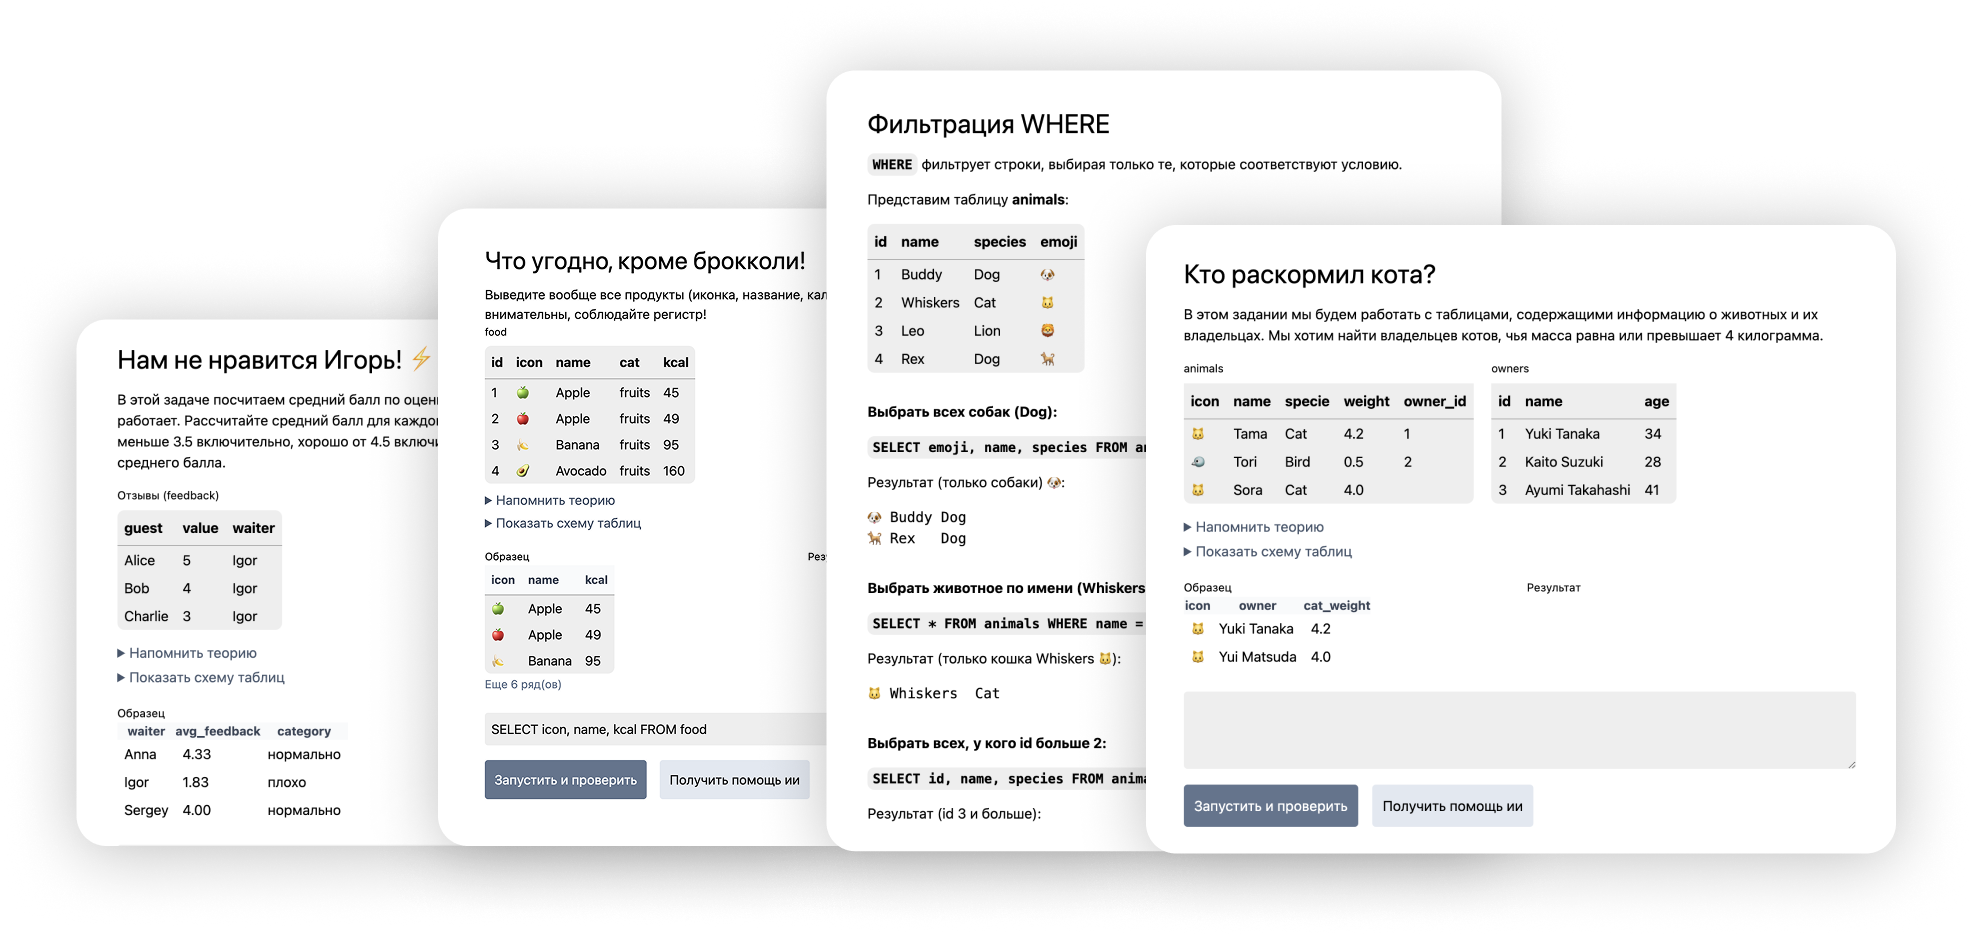 Нам не нравится Игорь! ⚡
В этой задаче посчитаем средний балл по
работает. Рассчитайте средний балл для
меньше 3.5 включительно, хорошо от 4.5
среднего балла.
Отзывы (feedback)
guest value waiter
Alice 5 Igor
Bob 4 Igor
Charlie 3 Igor
Напомнить теорию
Показать схему таблиц
Образец
waiter avg_feedback category
Anna 4.33 нормально
Igor 1.83 плохо
Sergey 4.00 нормально
Что угодно, кроме брокколи!
Выведите вообще все продукты (иконка, название,
внимательны, соблюдайте регистр!
food
id icon name cat kcal
1 🍏 Apple fruits 45
2 🍎 Apple fruits 49
3 🍌 Banana fruits 95
4 🥑 Avocado fruits 160
Напомнить теорию
Показать схему таблиц
Образец
icon name kcal
🍏 Apple 45
🍎 Apple 49
🍌 Banana 95
Еще 6 ряд(ов)
SELECT icon, name, kcal FROM food
Запустить и проверить Получить помощь ии
Фильтрация WHERE
WHERE фильтрует строки, выбирая только те, которые соответствуют условию.
Представим таблицу animals:
id name species emoji
1 Buddy Dog 🐶
2 Whiskers Cat 🐱
3 Leo Lion 🦁
4 Rex Dog 🐕
Выбрать всех собак (Dog):
SELECT emoji, name, species FROM
Результат (только собаки) 🐶:
🐶 Buddy Dog
🐕 Rex Dog
Выбрать животное по имени (Whiskers
SELECT * FROM animals WHERE name =
Результат (только кошка Whiskers 🐱):
🐱 Whiskers Cat
Выбрать всех, у кого id больше 2:
SELECT id, name, species FROM
Результат (id 3 и больше):
Кто раскормил кота?
В этом задании мы будем работать с таблицами, содержащими информацию о животных и их
владельцах. Мы хотим найти владельцев котов, чья масса равна или превышает 4 килограмма.
animals
icon name specie weight owner_id
🐱 Tama Cat 4.2 1
🐦 Tori Bird 0.5 2
🐱 Sora Cat 4.0
owners
id name age
1 Yuki Tanaka 34
2 Kaito Suzuki 28
3 Ayumi Takahashi 41
Напомнить теорию
Показать схему таблиц
Образец
icon owner cat_weight
🐱 Yuki Tanaka 4.2
🐱 Yui Matsuda 4.0
Результат
Запустить и проверить Получить помощь ии